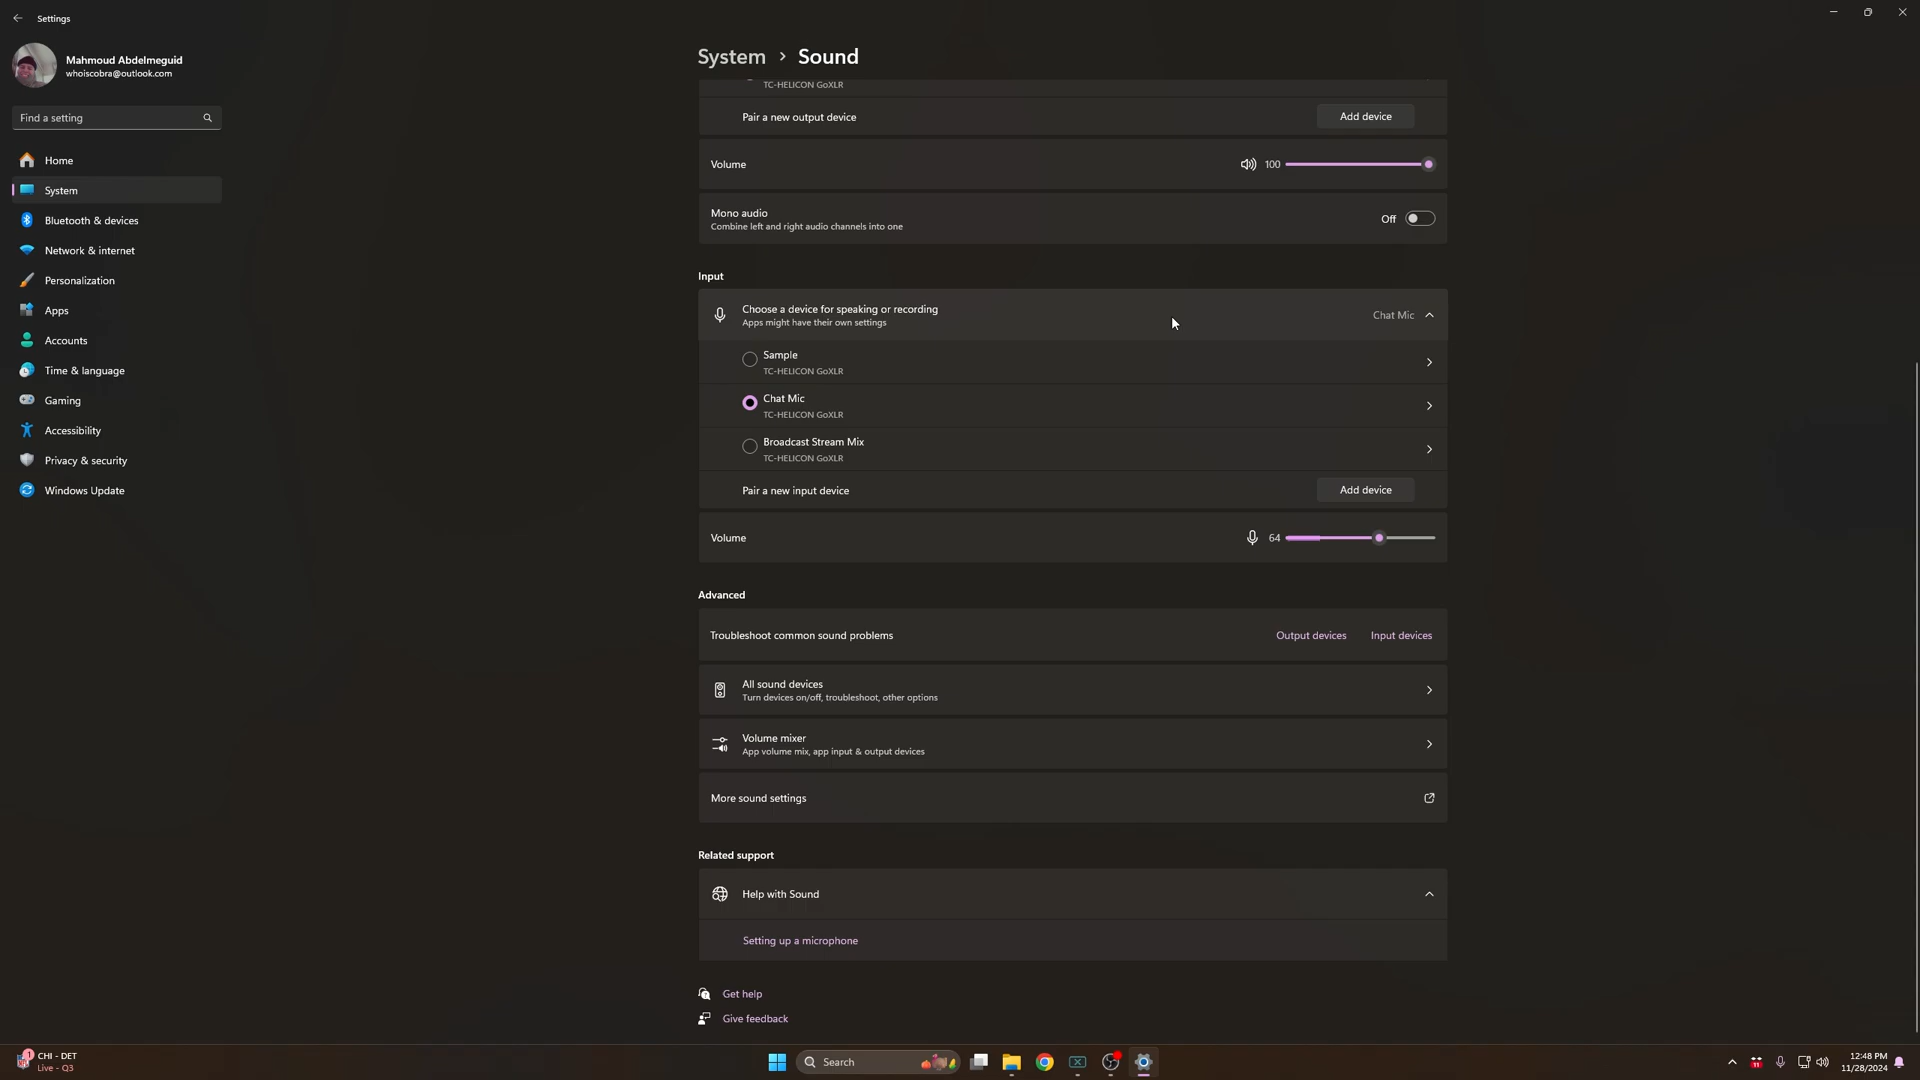 Settings
Mahmoud Abdelmeguid
whoiscobra@outlook.com
Find a setting
Home
System
Bluetooth & devices
Network & internet
Personalization
Apps
Accounts
Time & language
Gaming
Accessibility
Privacy & security
Windows Update
System > Sound
TC-HELICON GoXLR
Pair a new output device
Add device
Volume
100
Mono audio
Off
Combine left and right audio channels into one
Input
Choose a device for speaking or recording
Apps might have their own settings
Chat Mic
Sample
TC-HELICON GoXLR
Chat Mic
TC-HELICON GoXLR
Broadcast Stream Mix
TC-HELICON GoXLR
Pair a new input device
Add device
Volume
64
Advanced
Troubleshoot common sound problems
Output devices
Input devices
All sound devices
Turn devices on/off, troubleshoot, other options
Volume mixer
App volume mix, app input & output devices
More sound settings
Related support
Help with Sound
Setting up a microphone
Get help
Give feedback
1
CHI - DET
Live - Q3
Search
11
12:48 PM
11/28/2024